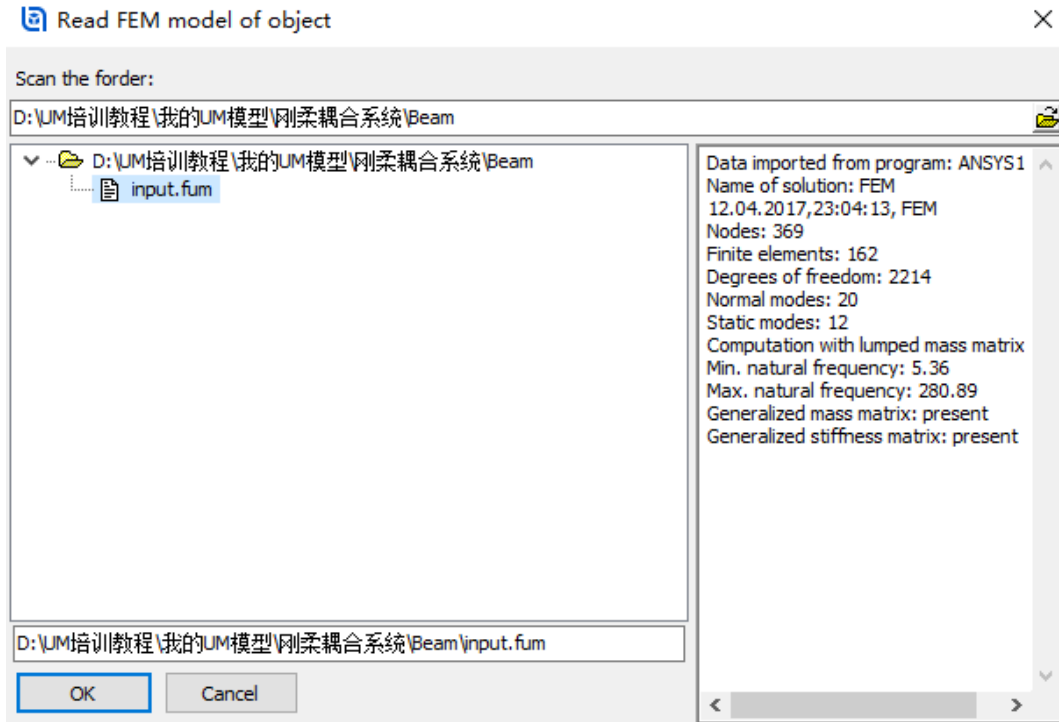 Read FEM model of object
Scan the forder:
D:\UM培训教程\我的UM模型\刚柔耦合系统\Beam
D:\UM培训教程\我的UM模型\刚柔耦合系统\Beam
input.fum
Data imported from program: ANSYS1
Name of solution: FEM
12.04.2017,23:04:13, FEM
Nodes: 369
Finite elements: 162
Degrees of freedom: 2214
Normal modes: 20
Static modes: 12
Computation with lumped mass matrix
Min. natural frequency: 5.36
Max. natural frequency: 280.89
Generalized mass matrix: present
Generalized stiffness matrix: present
D:\UM培训教程\我的UM模型\刚柔耦合系统\Beam\input.fum
OK
Cancel